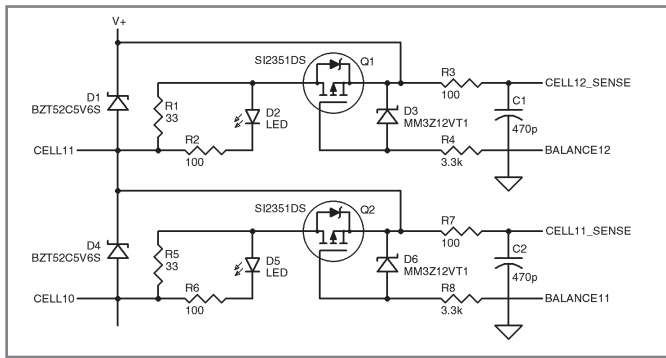 V+
SI2351DS
Q1
R3
100
CELL12_SENSE
D1
BZT52C5V6S
R1
33
D2
LED
D3
MM3Z12VT1
C1
470p
R2
100
R4
3.3k
CELL11
BALANCE12
SI2351DS
Q2
R7
100
CELL11_SENSE
D4
BZT52C5V6S
R5
33
D5
LED
D6
MM3Z12VT1
C2
470p
R6
100
R8
3.3k
CELL10
BALANCE11